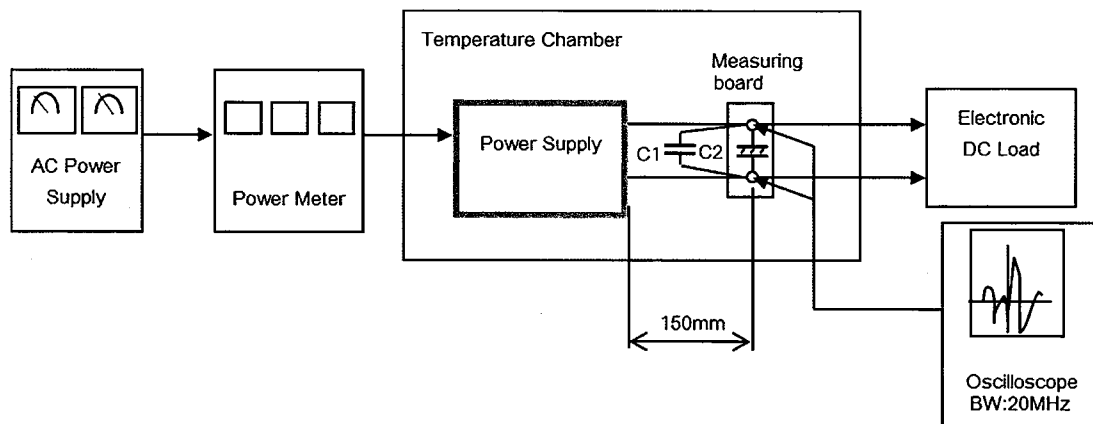 Temperature Chamber
Measuring
board
AC Power
Supply
Power Meter
Power Supply
C1
C2
Electronic
DC Load
150mm
Oscilloscope
BW:20MHz